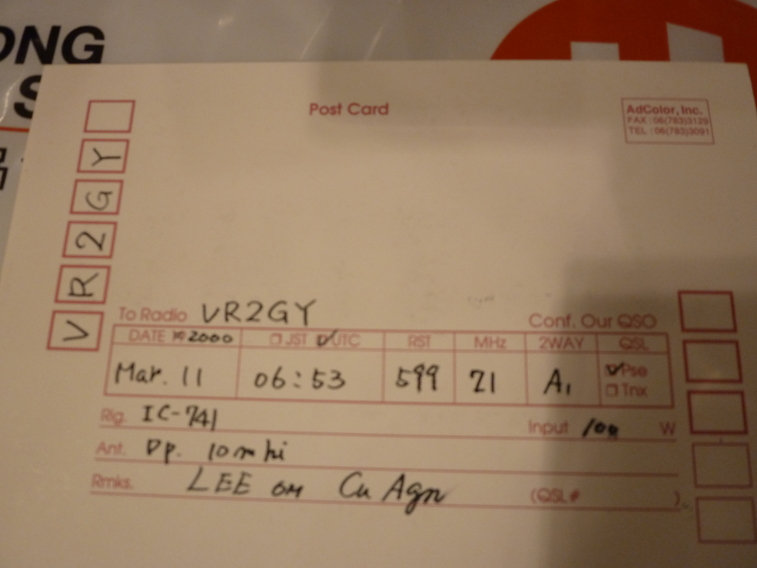 ONG
S
Post Card
AdColor, Inc.
FAX : 06(783)3129
TEL : 06(783)3091
VR2GY
To Radio VR2GY
Conf. Our QSO
DATE 2000 JST UTC RST MHz 2WAY QSL
Mar. 11 06:53 599 21 A1 Pse
Tnx
Rig. IC-741 Input 100 W
Ant. Dp. 10mhi
Rmks. LEE OM Cu Agn (QSL# )